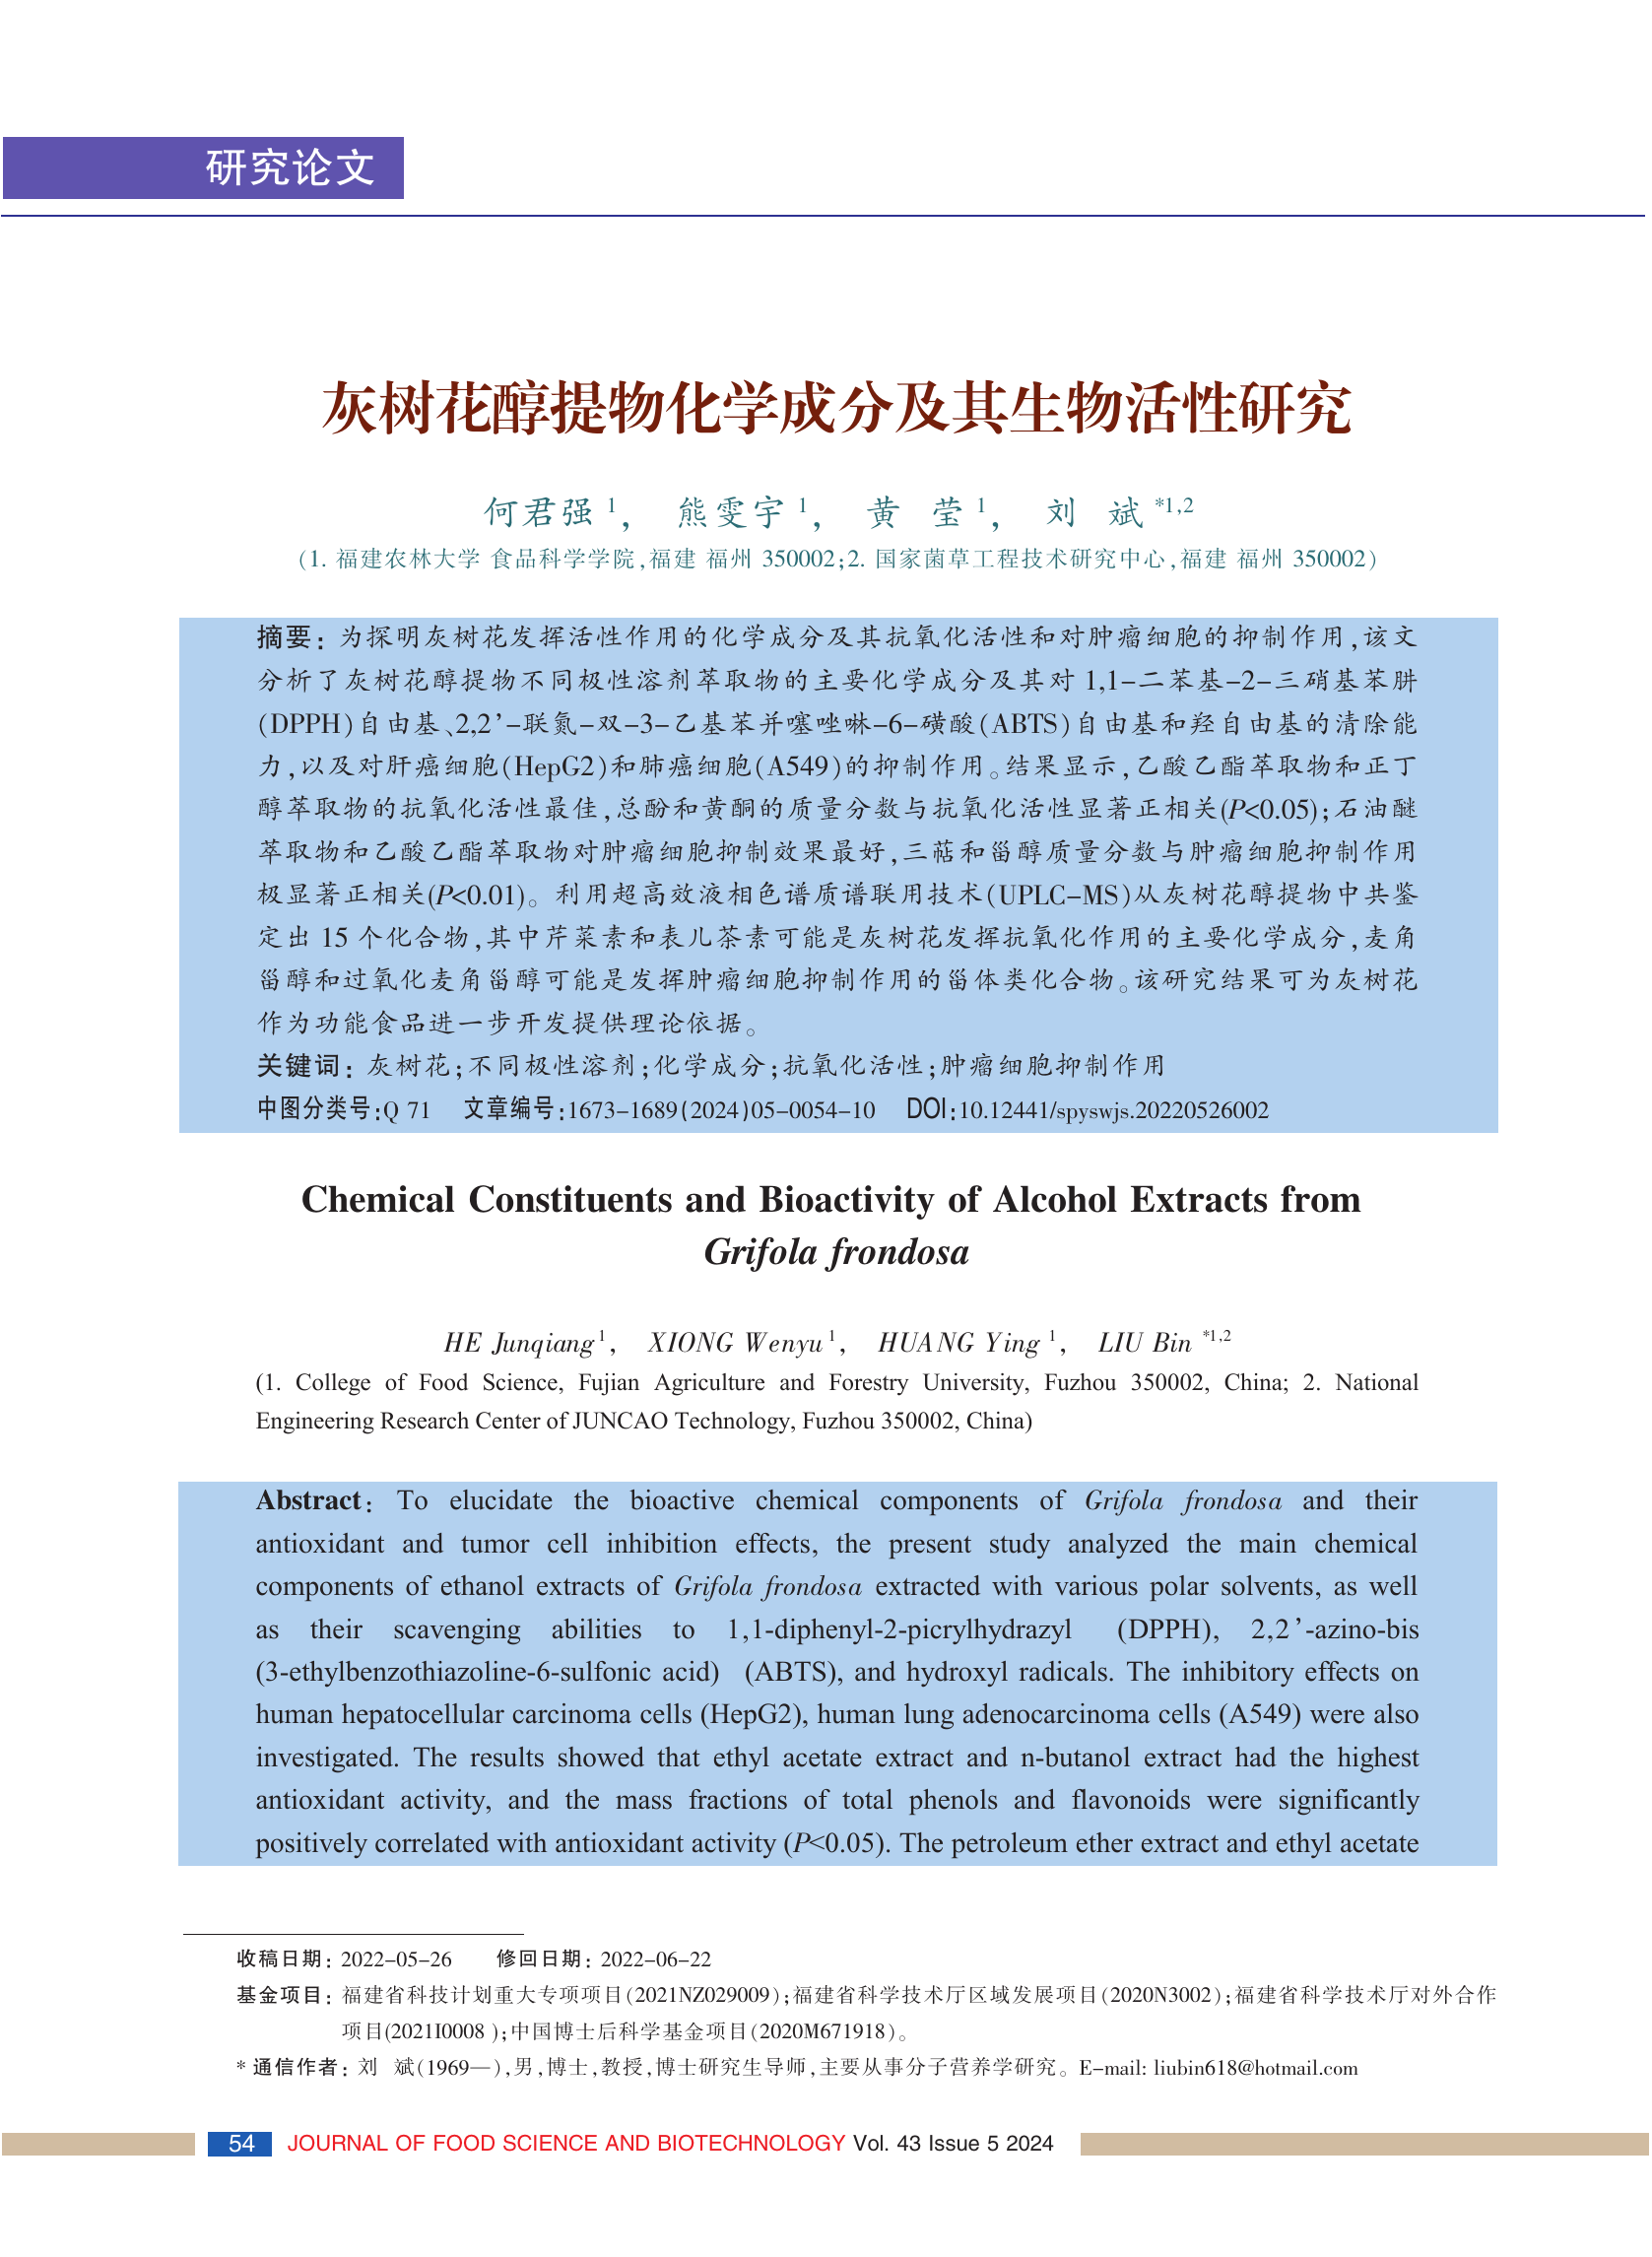 研究论文
灰树花醇提物化学成分及其生物活性研究
何君强 1， 熊雯宇 1， 黄 莹 1， 刘 斌 *1,2
(1. 福建农林大学 食品科学学院,福建 福州 350002;2. 国家菌草工程技术研究中心,福建 福州 350002)
摘要：为探明灰树花发挥活性作用的化学成分及其抗氧化活性和对肿瘤细胞的抑制作用,该文
分析了灰树花醇提物不同极性溶剂萃取物的主要化学成分及其对 1,1-二苯基-2-三硝基苯肼
(DPPH)自由基、2,2’-联氮-双-3-乙基苯并噻唑啉-6-磺酸(ABTS)自由基和羟自由基的清除能
力,以及对肝癌细胞(HepG2)和肺癌细胞(A549)的抑制作用。结果显示,乙酸乙酯萃取物和正丁
醇萃取物的抗氧化活性最佳,总酚和黄酮的质量分数与抗氧化活性显著正相关(P<0.05);石油醚
萃取物和乙酸乙酯萃取物对肿瘤细胞抑制效果最好,三萜和甾醇质量分数与肿瘤细胞抑制作用
极显著正相关(P<0.01)。利用超高效液相色谱质谱联用技术(UPLC-MS)从灰树花醇提物中共鉴
定出 15 个化合物,其中芹菜素和表儿茶素可能是灰树花发挥抗氧化作用的主要化学成分,麦角
甾醇和过氧化麦角甾醇可能是发挥肿瘤细胞抑制作用的甾体类化合物。该研究结果可为灰树花
作为功能食品进一步开发提供理论依据。
关键词：灰树花;不同极性溶剂;化学成分;抗氧化活性;肿瘤细胞抑制作用
中图分类号:Q 71 文章编号:1673-1689(2024)05-0054-10 DOI:10.12441/spyswjs.20220526002
Chemical Constituents and Bioactivity of Alcohol Extracts from
Grifola frondosa
HE Junqiang 1, XIONG Wenyu 1, HUANG Ying 1, LIU Bin *1,2
(1. College of Food Science, Fujian Agriculture and Forestry University, Fuzhou 350002, China; 2. National
Engineering Research Center of JUNCAO Technology, Fuzhou 350002, China)
Abstract： To elucidate the bioactive chemical components of Grifola frondosa and their
antioxidant and tumor cell inhibition effects, the present study analyzed the main chemical
components of ethanol extracts of Grifola frondosa extracted with various polar solvents, as well
as their scavenging abilities to 1,1-diphenyl-2-picrylhydrazyl (DPPH), 2,2’-azino-bis
(3-ethylbenzothiazoline-6-sulfonic acid) (ABTS), and hydroxyl radicals. The inhibitory effects on
human hepatocellular carcinoma cells (HepG2), human lung adenocarcinoma cells (A549) were also
investigated. The results showed that ethyl acetate extract and n-butanol extract had the highest
antioxidant activity, and the mass fractions of total phenols and flavonoids were significantly
positively correlated with antioxidant activity (P<0.05). The petroleum ether extract and ethyl acetate
收稿日期：2022-05-26 修回日期：2022-06-22
基金项目：福建省科技计划重大专项项目(2021NZ029009);福建省科学技术厅区域发展项目(2020N3002);福建省科学技术厅对外合作
项目(2021I0008 );中国博士后科学基金项目(2020M671918)。
* 通信作者：刘 斌(1969—),男,博士,教授,博士研究生导师,主要从事分子营养学研究。E-mail: liubin618@hotmail.com
54 JOURNAL OF FOOD SCIENCE AND BIOTECHNOLOGY Vol. 43 Issue 5 2024